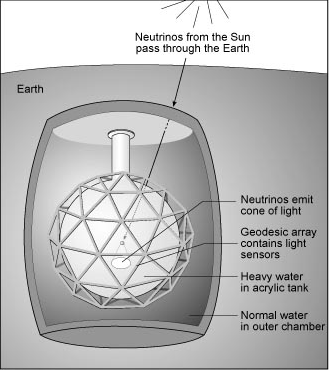 Neutrinos from the Sun
pass through the Earth
Earth
Neutrinos emit
cone of light
Geodesic array
contains light
sensors
Heavy water
in acrylic tank
Normal water
in outer chamber